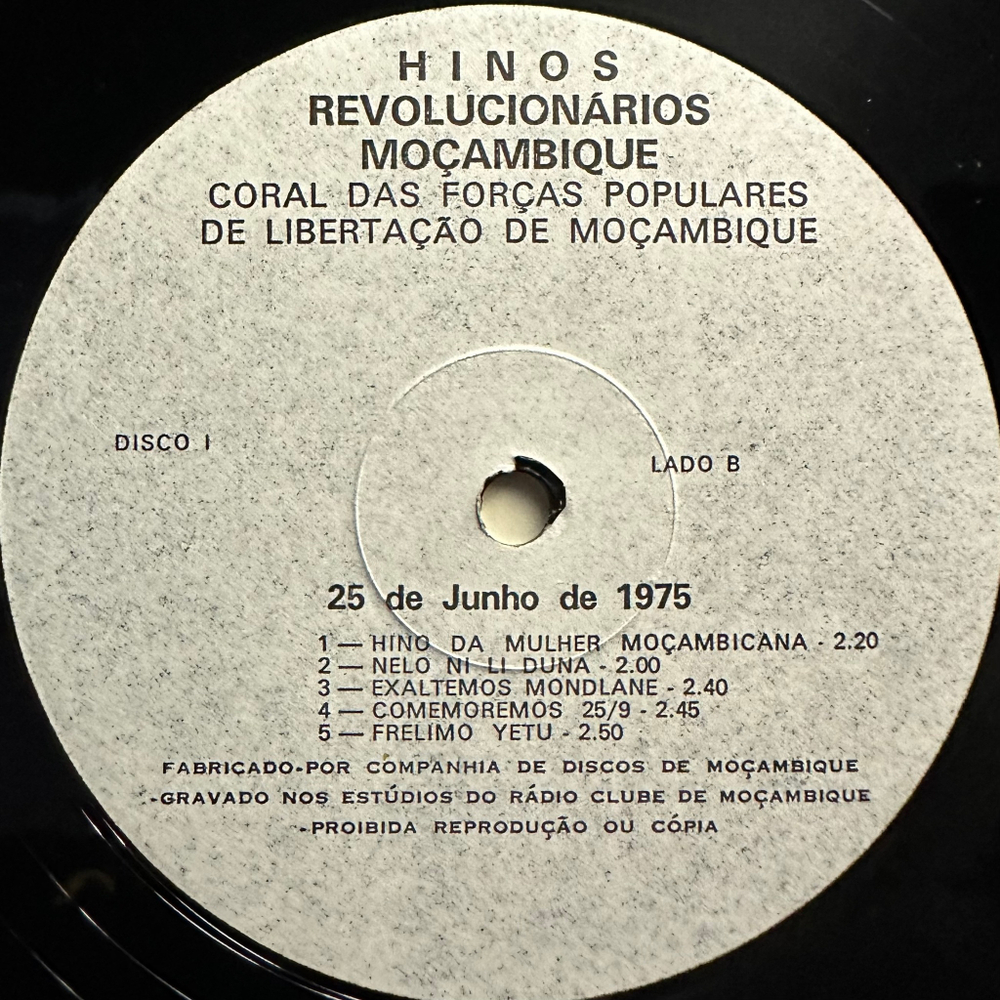 HINOS
REVOLUCIONÁRIOS
MOÇAMBIQUE
CORAL DAS FORÇAS POPULARES
DE LIBERTAÇÃO DE MOÇAMBIQUE
DISCO I
LADO B
25 de Junho de 1975
1 — HINO DA MULHER MOÇAMBICANA - 2.20
2 — NELO NI LI DUNA - 2.00
3 — EXALTEMOS MONDLANE - 2.40
4 — COMEMOREMOS 25/9 - 2.45
5 — FRELIMO YETU - 2.50
FABRICADO-POR COMPANHIA DE DISCOS DE MOÇAMBIQUE
-GRAVADO NOS ESTÚDIOS DO RÁDIO CLUBE DE MOÇAMBIQUE
-PROIBIDA REPRODUÇÃO OU CÓPIA